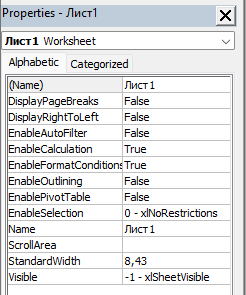 Properties - Лист1
Лист1 Worksheet
Alphabetic Categorized
(Name) Лист1
DisplayPageBreaks False
DisplayRightToLeft False
EnableAutoFilter False
EnableCalculation True
EnableFormatConditions True
EnableOutlining False
EnablePivotTable False
EnableSelection 0 - xlNoRestrictions
Name Лист1
ScrollArea
StandardWidth 8,43
Visible -1 - xlSheetVisible